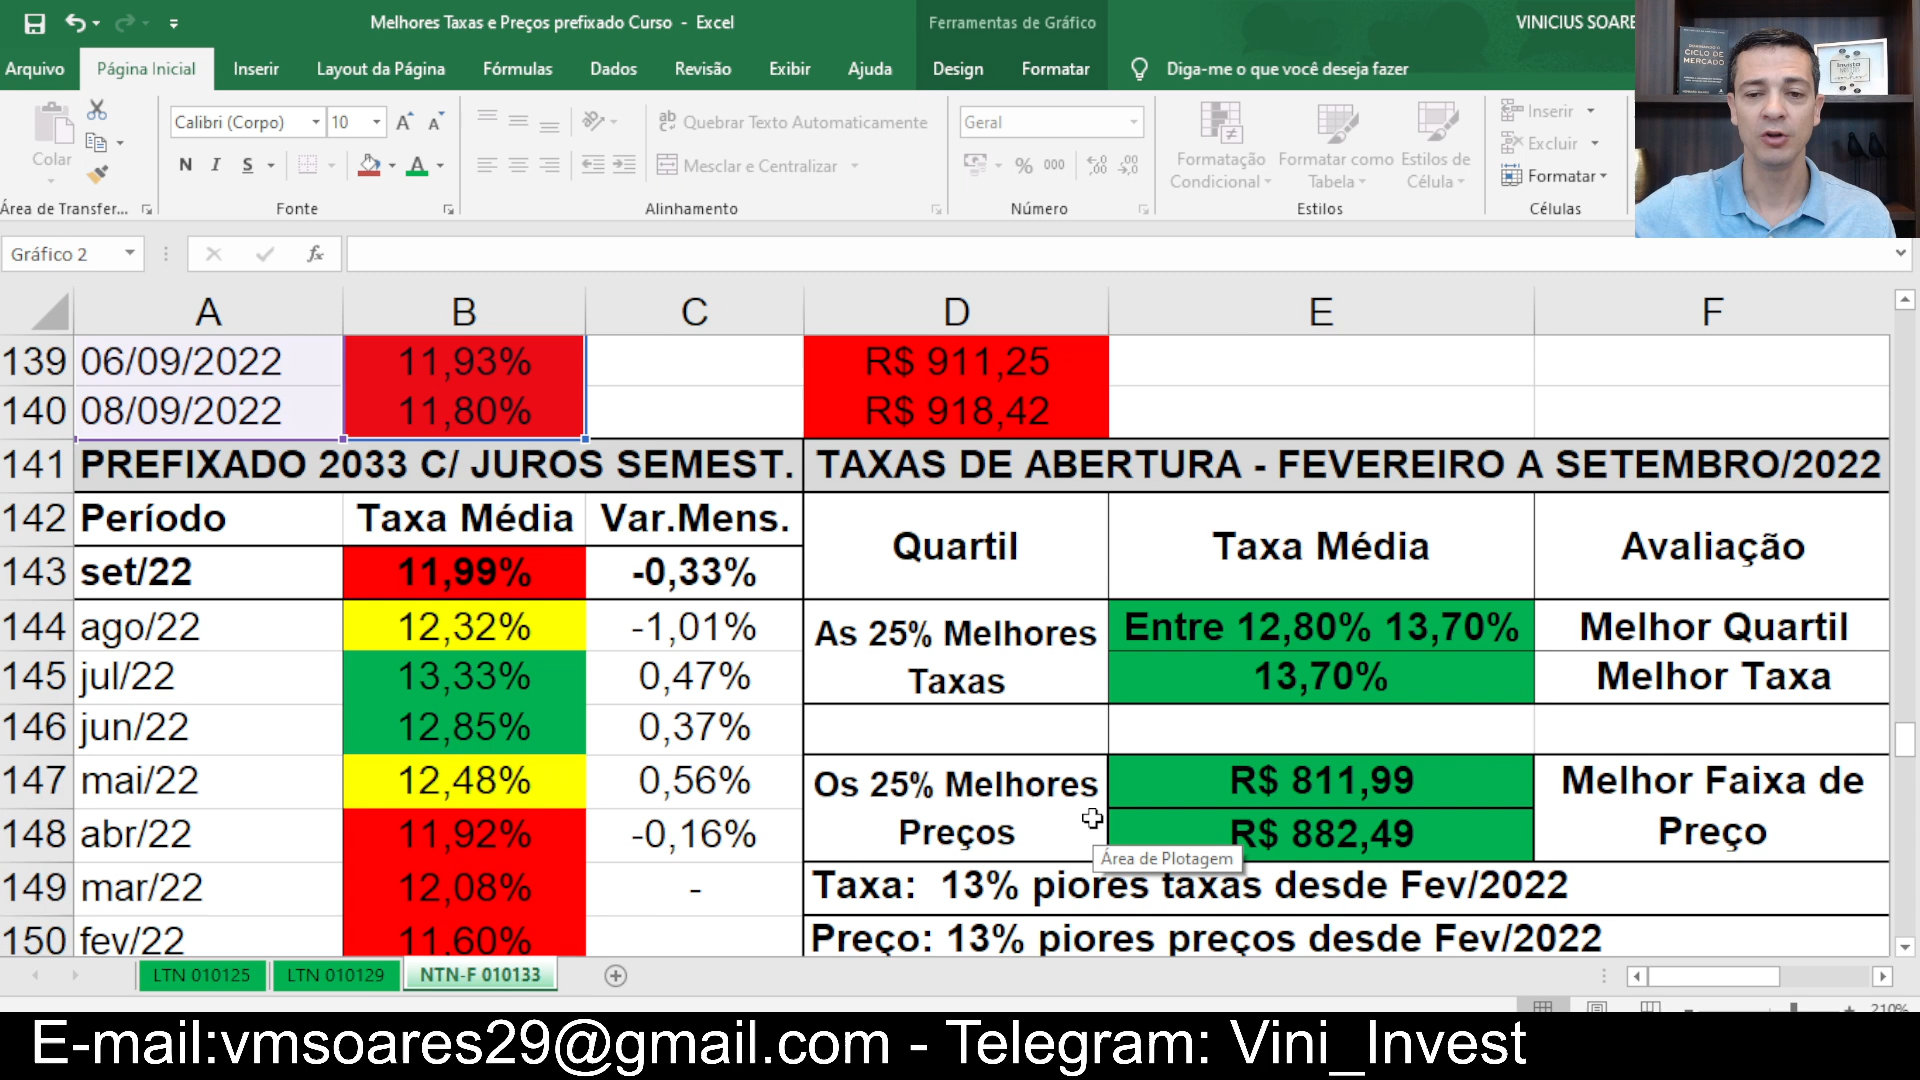 Melhores Taxas e Preços prefixado Curso - Excel
Ferramentas de Gráfico
VINICIUS SOARE
Arquivo Página Inicial Inserir Layout da Página Fórmulas Dados Revisão Exibir Ajuda Design Formatar Diga-me o que você deseja fazer
CICLO DE
MERCADO
Calibri (Corpo) 10 A A
ab Quebrar Texto Automaticamente
Geral
Inserir
Excluir
Formatar
Colar
N I S A
Mesclar e Centralizar
% 000
Formatação Condicional
Formatar como Tabela
Estilos de Célula
Área de Transfer... Fonte Alinhamento Número Estilos Células
Gráfico 2 fx
A B C D E F
139 06/09/2022 11,93% R$ 911,25
140 08/09/2022 11,80% R$ 918,42
141 PREFIXADO 2033 C/ JUROS SEMEST. TAXAS DE ABERTURA - FEVEREIRO A SETEMBRO/2022
142 Período Taxa Média Var.Mens. Quartil Taxa Média Avaliação
143 set/22 11,99% -0,33%
144 ago/22 12,32% -1,01% As 25% Melhores Entre 12,80% 13,70% Melhor Quartil
145 jul/22 13,33% 0,47% Taxas 13,70% Melhor Taxa
146 jun/22 12,85% 0,37%
147 mai/22 12,48% 0,56% Os 25% Melhores R$ 811,99 Melhor Faixa de
148 abr/22 11,92% -0,16% Preços R$ 882,49 Preço
Área de Plotagem
149 mar/22 12,08% - Taxa: 13% piores taxas desde Fev/2022
150 fev/22 11,60% Preço: 13% piores preços desde Fev/2022
LTN 010125 LTN 010129 NTN-F 010133
210%
E-mail:vmsoares29@gmail.com - Telegram: Vini_Invest